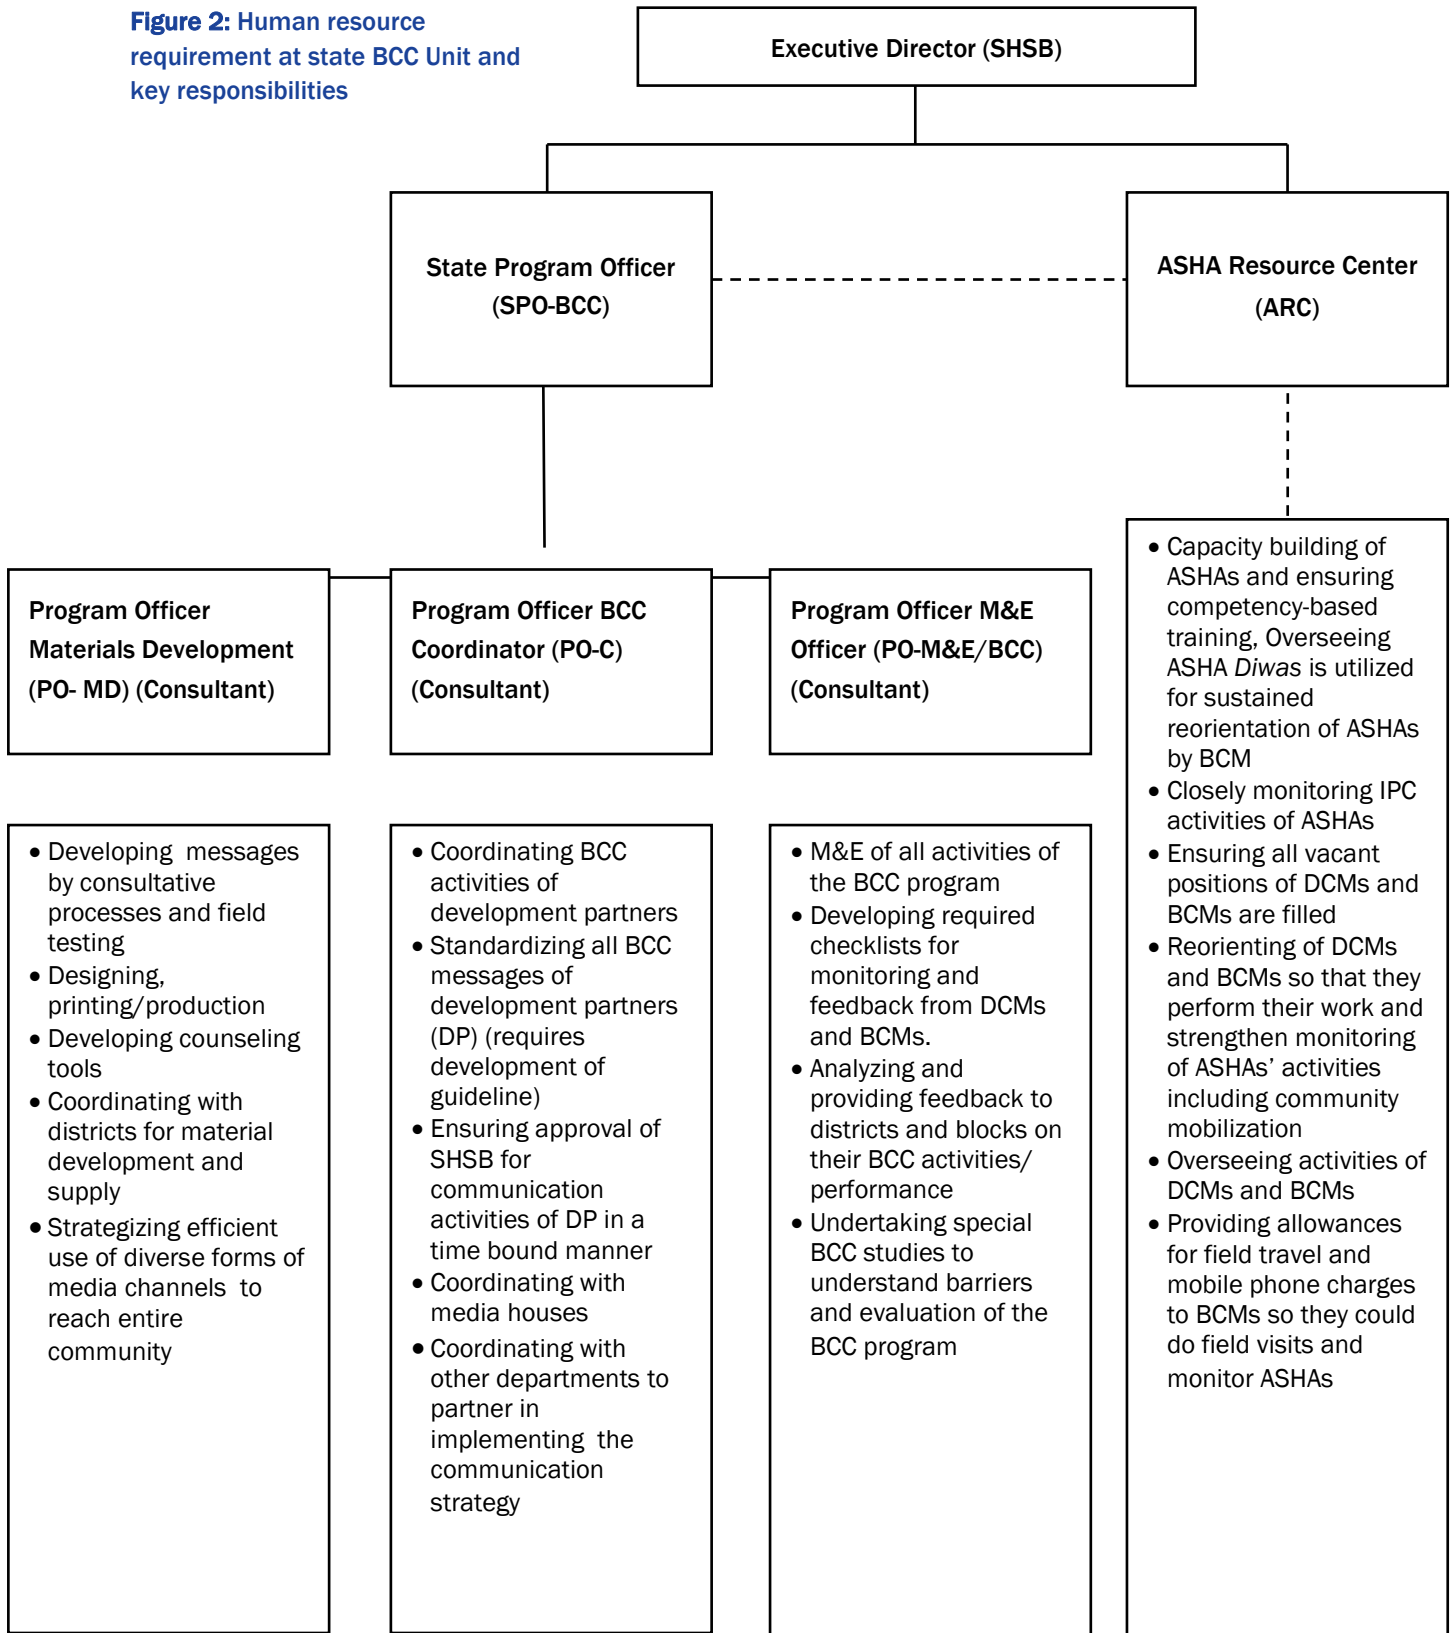 Figure 2: Human resource
requirement at state BCC Unit and
key responsibilities
Executive Director (SHSB)
State Program Officer
(SPO-BCC)
ASHA Resource Center
(ARC)
Program Officer
Materials Development
(PO- MD) (Consultant)
Program Officer BCC
Coordinator (PO-C)
(Consultant)
Program Officer M&E
Officer (PO-M&E/BCC)
(Consultant)
• Developing messages
by consultative
processes and field
testing
• Designing,
printing/production
• Developing counseling
tools
• Coordinating with
districts for material
development and
supply
• Strategizing efficient
use of diverse forms of
media channels to
reach entire
community
• Coordinating BCC
activities of
development partners
• Standardizing all BCC
messages of
development partners
(DP) (requires
development of
guideline)
• Ensuring approval of
SHSB for
communication
activities of DP in a
time bound manner
• Coordinating with
media houses
• Coordinating with
other departments to
partner in
implementing the
communication
strategy
• M&E of all activities of
the BCC program
• Developing required
checklists for
monitoring and
feedback from DCMs
and BCMs.
• Analyzing and
providing feedback to
districts and blocks on
their BCC activities/
performance
• Undertaking special
BCC studies to
understand barriers
and evaluation of the
BCC program
• Capacity building of
ASHAs and ensuring
competency-based
training, Overseeing
ASHA Diwas is utilized
for sustained
reorientation of ASHAs
by BCM
• Closely monitoring IPC
activities of ASHAs
• Ensuring all vacant
positions of DCMs and
BCMs are filled
• Reorienting of DCMs
and BCMs so that they
perform their work and
strengthen monitoring
of ASHAs’ activities
including community
mobilization
• Overseeing activities of
DCMs and BCMs
• Providing allowances
for field travel and
mobile phone charges
to BCMs so they could
do field visits and
monitor ASHAs